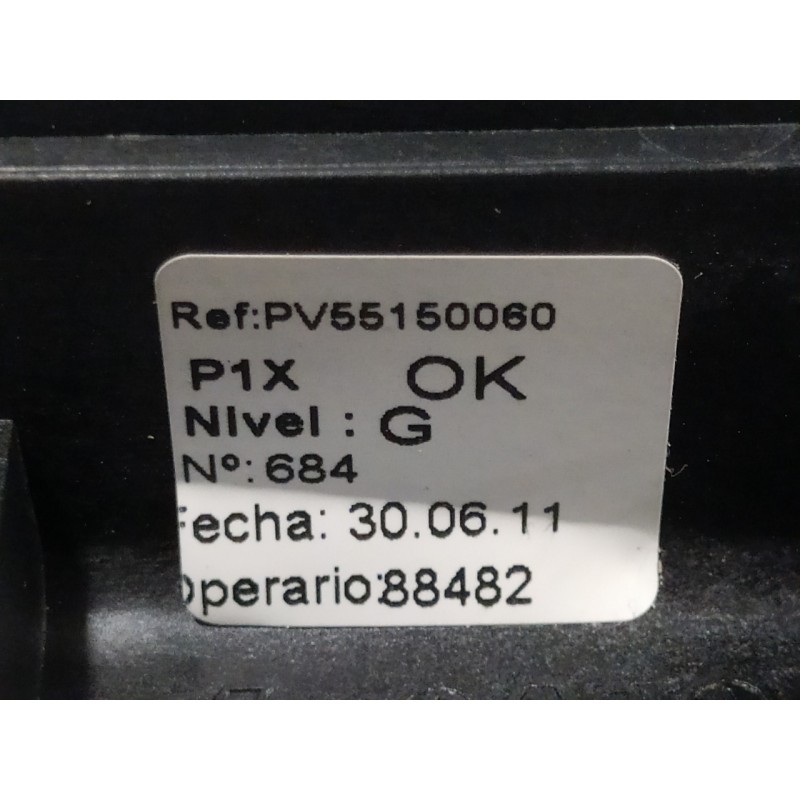 Ref:PV55150060
P1X OK
Nivel : G
Nº:684
Fecha: 30.06.11
operario:88482